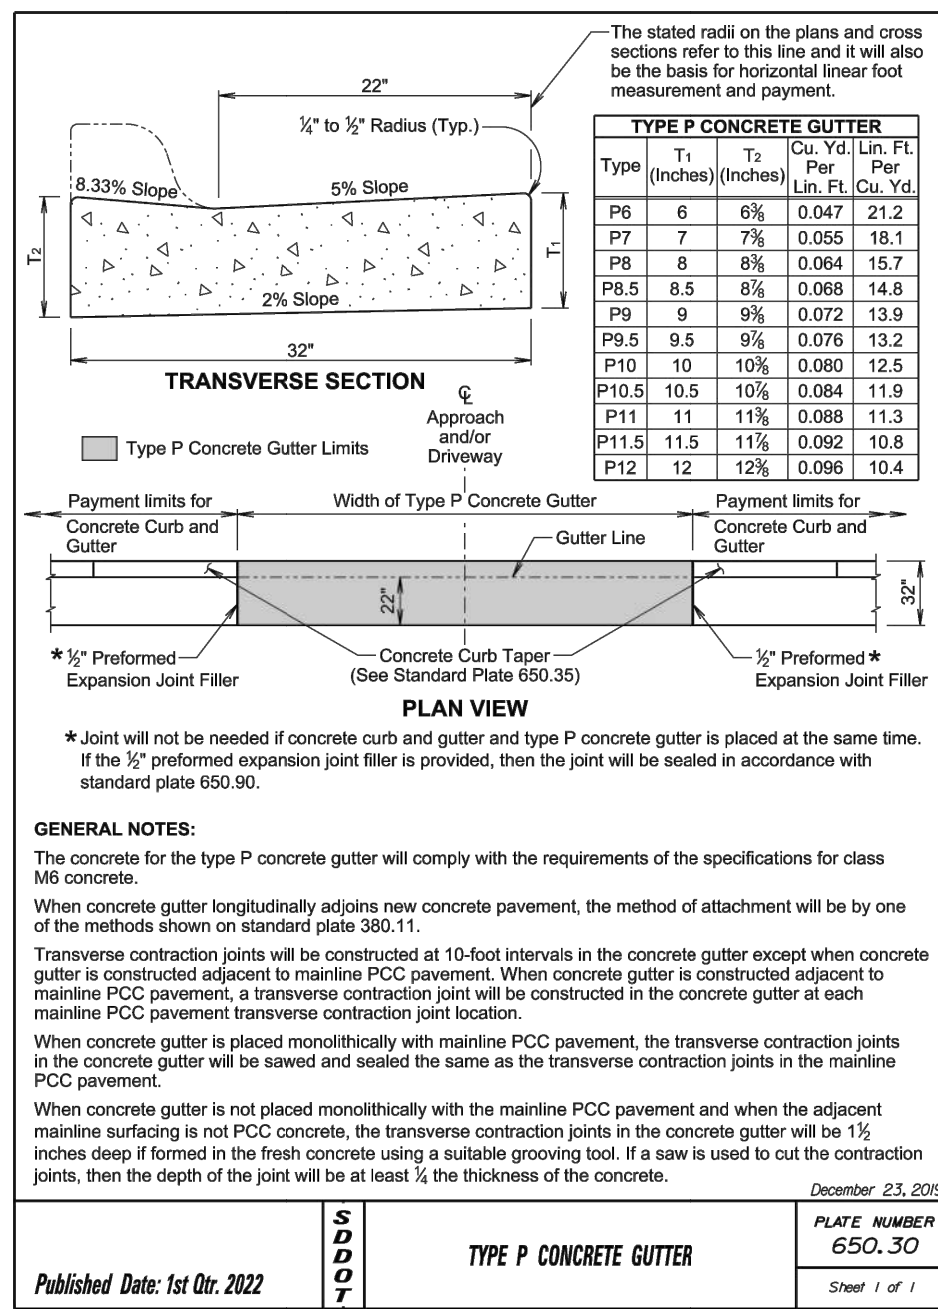 The stated radii on the plans and cross
sections refer to this line and it will also
be the basis for horizontal linear foot
measurement and payment.
22"
¼" to ½" Radius (Typ.)
8.33% Slope
5% Slope
T2
T1
2% Slope
32"
TRANSVERSE SECTION
TYPE P CONCRETE GUTTER
Type T1 (Inches) T2 (Inches) Cu. Yd. Per Lin. Ft. Lin. Ft. Per Cu. Yd.
P6 6 6⅜ 0.047 21.2
P7 7 7⅜ 0.055 18.1
P8 8 8⅜ 0.064 15.7
P8.5 8.5 8⅞ 0.068 14.8
P9 9 9⅜ 0.072 13.9
P9.5 9.5 9⅞ 0.076 13.2
P10 10 10⅜ 0.080 12.5
P10.5 10.5 10⅞ 0.084 11.9
P11 11 11⅜ 0.088 11.3
P11.5 11.5 11⅞ 0.092 10.8
P12 12 12⅜ 0.096 10.4
℄
Approach
and/or
Driveway
Type P Concrete Gutter Limits
Payment limits for
Concrete Curb and
Gutter
Width of Type P Concrete Gutter
Payment limits for
Concrete Curb and
Gutter
Gutter Line
22"
32"
* ½" Preformed
Expansion Joint Filler
Concrete Curb Taper
(See Standard Plate 650.35)
½" Preformed *
Expansion Joint Filler
PLAN VIEW
* Joint will not be needed if concrete curb and gutter and type P concrete gutter is placed at the same time.
If the ½" preformed expansion joint filler is provided, then the joint will be sealed in accordance with
standard plate 650.90.
GENERAL NOTES:
The concrete for the type P concrete gutter will comply with the requirements of the specifications for class
M6 concrete.
When concrete gutter longitudinally adjoins new concrete pavement, the method of attachment will be by one
of the methods shown on standard plate 380.11.
Transverse contraction joints will be constructed at 10-foot intervals in the concrete gutter except when concrete
gutter is constructed adjacent to mainline PCC pavement. When concrete gutter is constructed adjacent to
mainline PCC pavement, a transverse contraction joint will be constructed in the concrete gutter at each
mainline PCC pavement transverse contraction joint location.
When concrete gutter is placed monolithically with mainline PCC pavement, the transverse contraction joints
in the concrete gutter will be sawed and sealed the same as the transverse contraction joints in the mainline
PCC pavement.
When concrete gutter is not placed monolithically with the mainline PCC pavement and when the adjacent
mainline surfacing is not PCC concrete, the transverse contraction joints in the concrete gutter will be 1½
inches deep if formed in the fresh concrete using a suitable grooving tool. If a saw is used to cut the contraction
joints, then the depth of the joint will be at least ¼ the thickness of the concrete.
December 23, 2019
Published Date: 1st Qtr. 2022
S
D
D
O
T
TYPE P CONCRETE GUTTER
PLATE NUMBER
650.30
Sheet 1 of 1